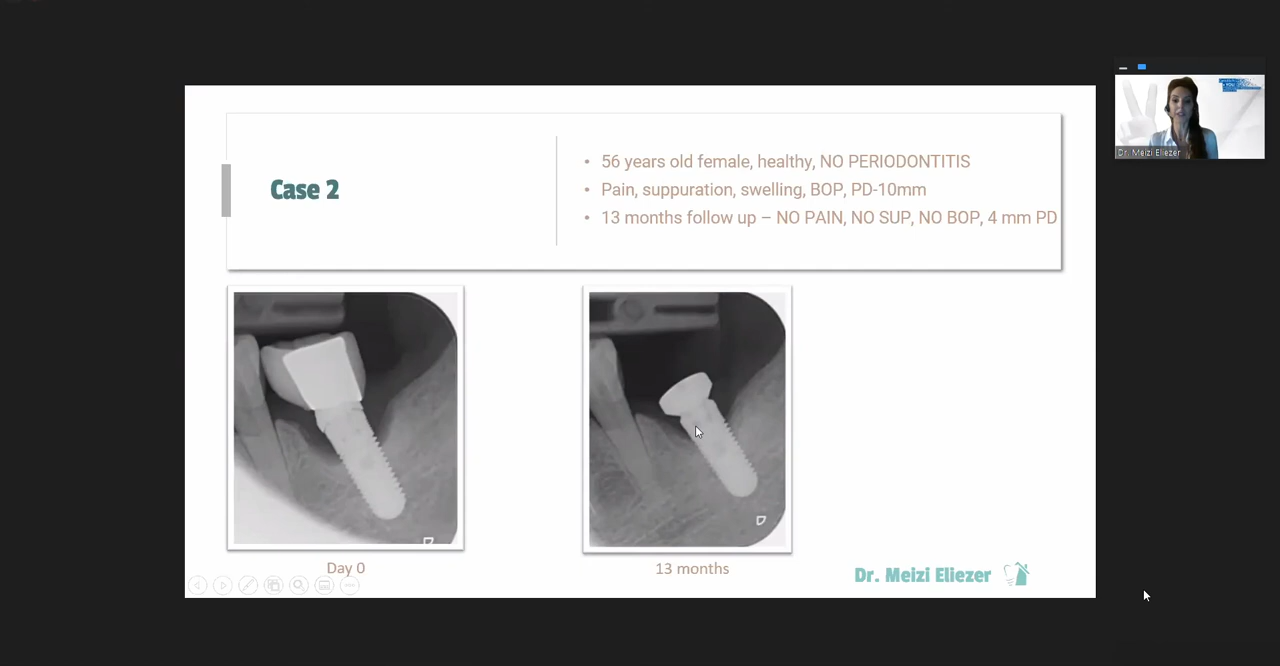 Case 2
• 56 years old female, healthy, NO PERIODONTITIS
• Pain, suppuration, swelling, BOP, PD-10mm
• 13 months follow up – NO PAIN, NO SUP, NO BOP, 4 mm PD
Day 0
13 months
Dr. Meizi Eliezer
Dr. Meizi Eliezer